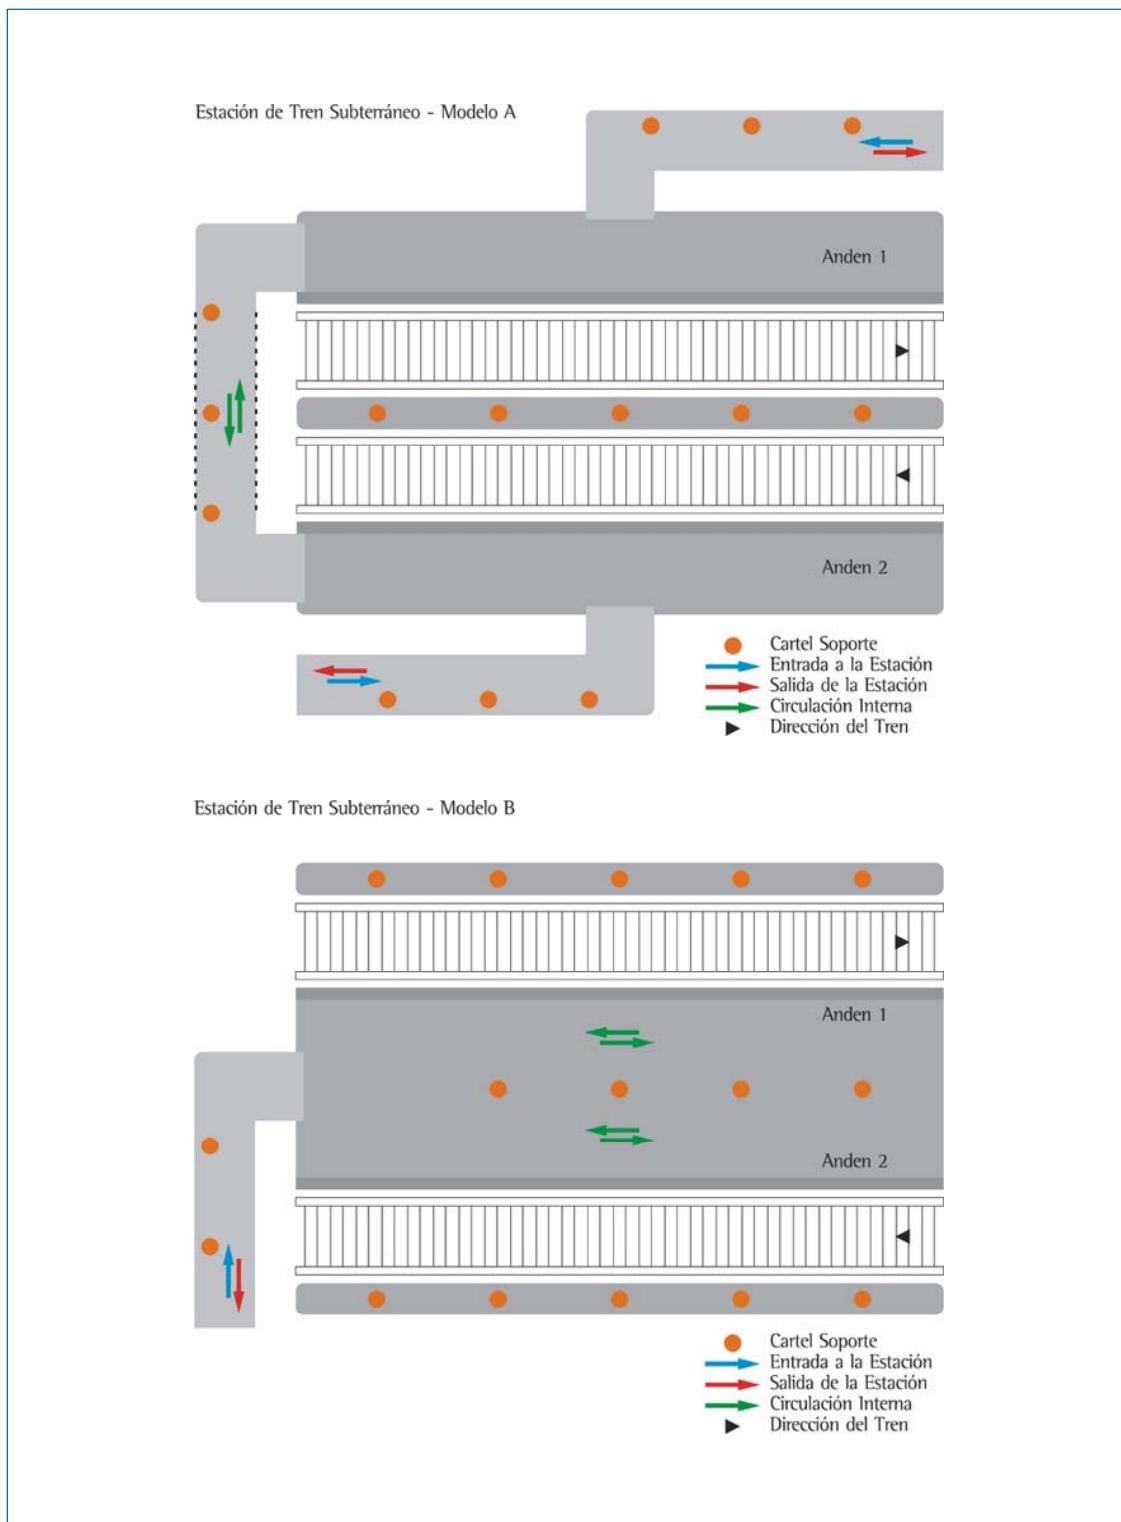 Estación de Tren Subterráneo - Modelo A
Anden 1
Anden 2
Cartel Soporte
Entrada a la Estación
Salida de la Estación
Circulación Interna
Dirección del Tren
Estación de Tren Subterráneo - Modelo B
Anden 1
Anden 2
Cartel Soporte
Entrada a la Estación
Salida de la Estación
Circulación Interna
Dirección del Tren